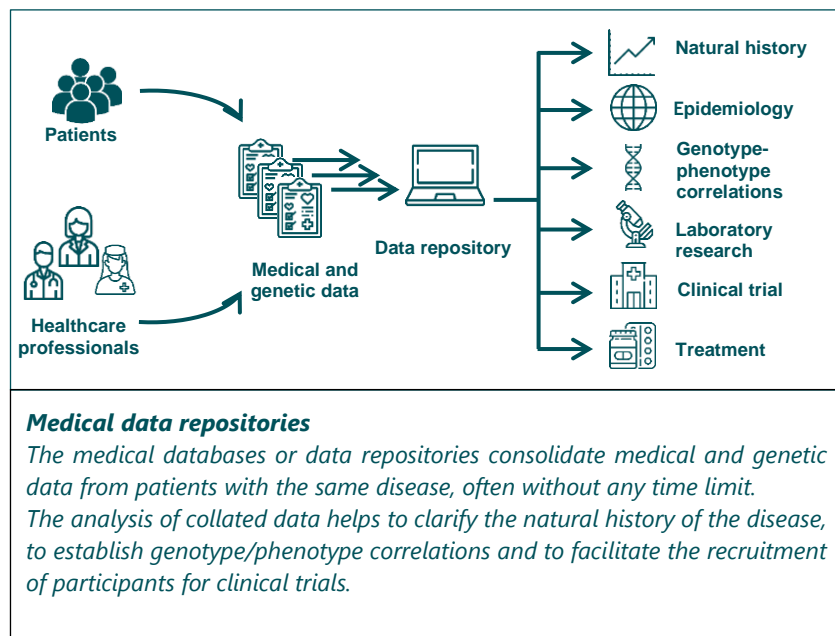 Patients
Healthcare
professionals
Medical and
genetic data
Data repository
Natural history
Epidemiology
Genotype-
phenotype
correlations
Laboratory
research
Clinical trial
Treatment
Medical data repositories
The medical databases or data repositories consolidate medical and genetic
data from patients with the same disease, often without any time limit.
The analysis of collated data helps to clarify the natural history of the disease,
to establish genotype/phenotype correlations and to facilitate the recruitment
of participants for clinical trials.